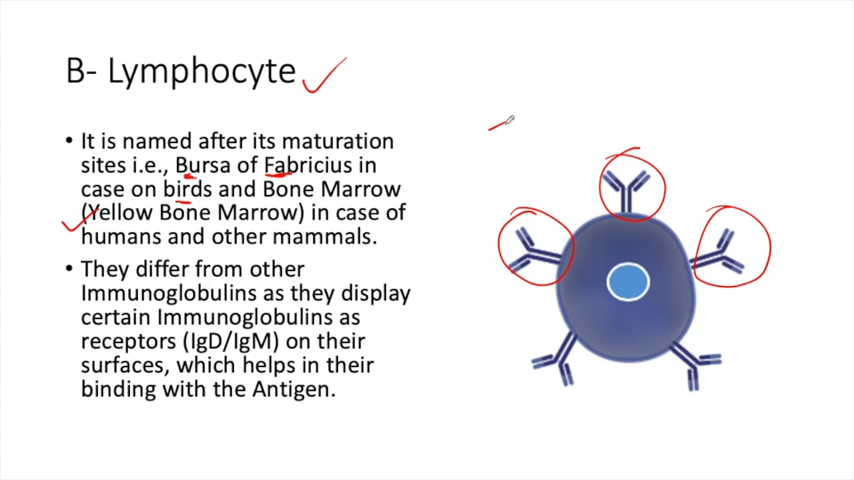 B- Lymphocyte
• It is named after its maturation
sites i.e., Bursa of Fabricius in
case on birds and Bone Marrow
(Yellow Bone Marrow) in case of
humans and other mammals.
• They differ from other
Immunoglobulins as they display
certain Immunoglobulins as
receptors (IgD/IgM) on their
surfaces, which helps in their
binding with the Antigen.